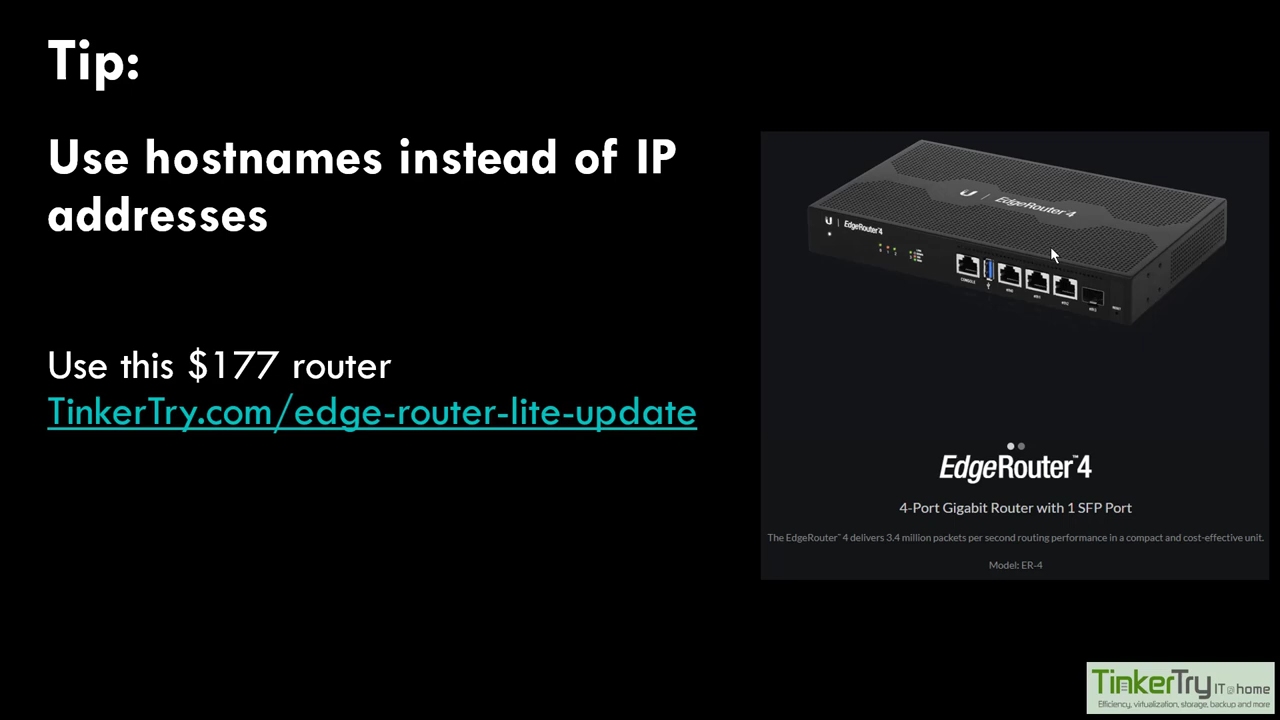 Tip:
Use hostnames instead of IP
addresses
Use this $177 router
TinkerTry.com/edge-router-lite-update
EdgeRouter 4
EdgeRouter 4
CONSOLE
EdgeRouter™4
4-Port Gigabit Router with 1 SFP Port
The EdgeRouter™ 4 delivers 3.4 million packets per second routing performance in a compact and cost-effective unit.
Model: ER-4
TinkerTry IT@home
Efficiency, virtualization, storage, backup and more